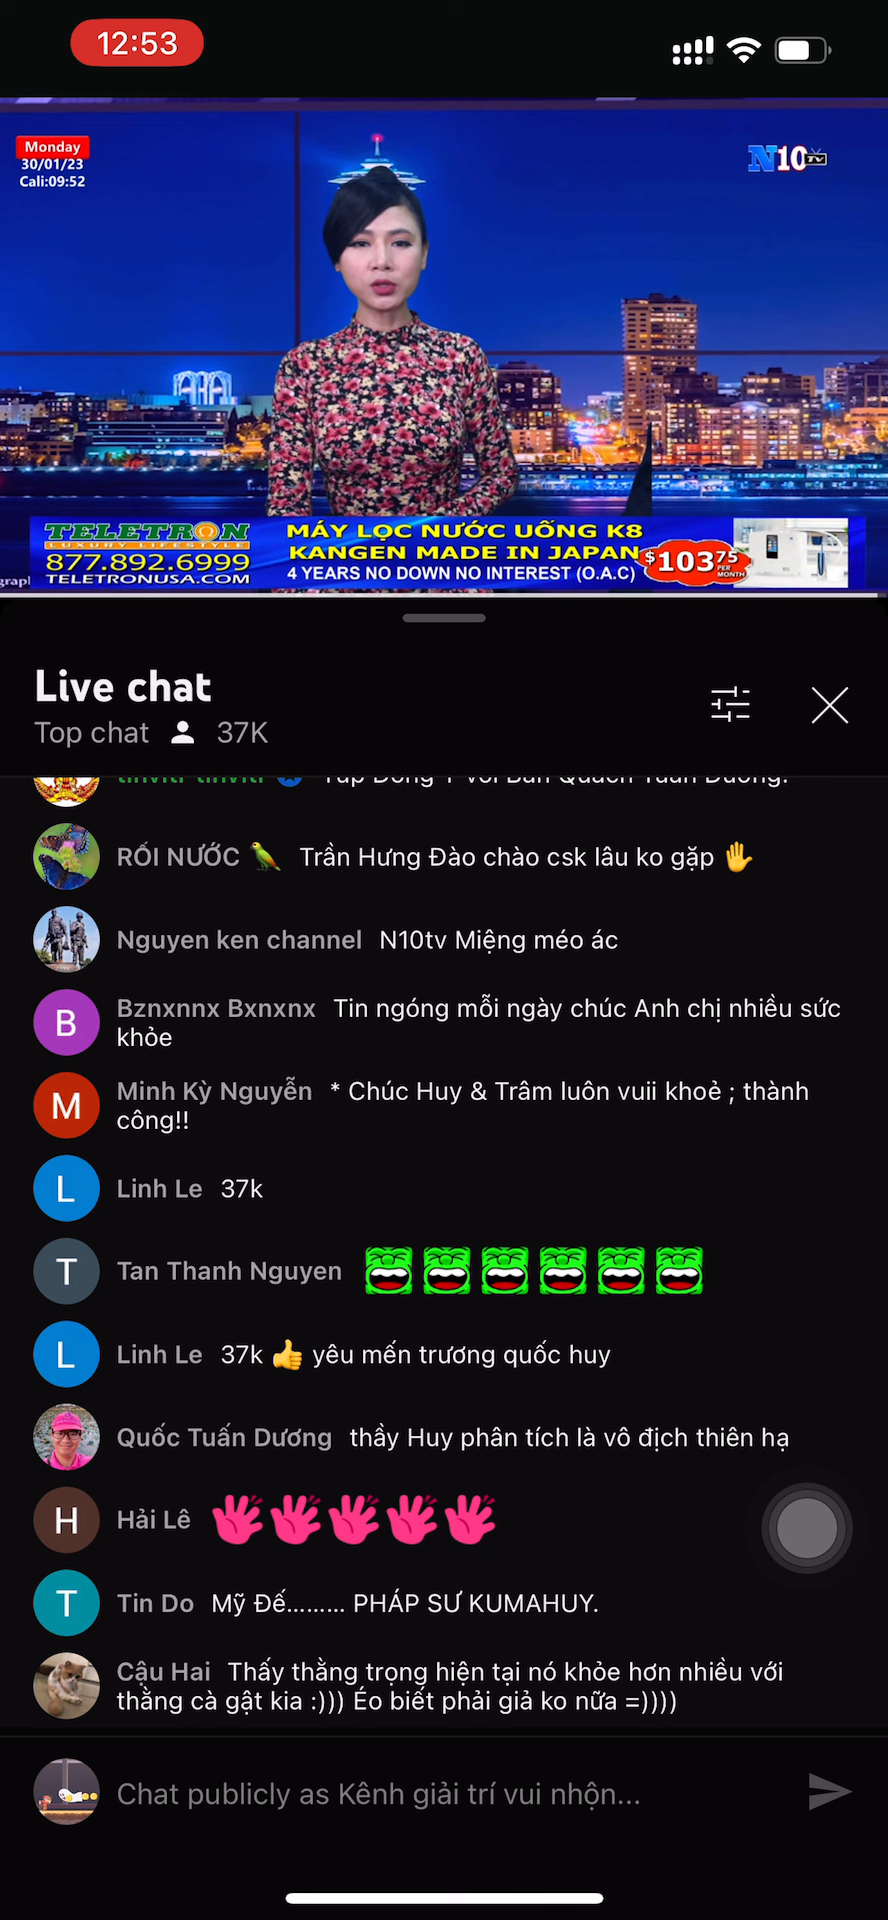 12:53
Monday
30/01/23
Cali:09:52
N10 TV
TELETRON
LUXURY LIFESTYLE
877.892.6999
TELETRONUSA.COM
MÁY LỌC NƯỚC UỐNG K8
KANGEN MADE IN JAPAN
4 YEARS NO DOWN NO INTEREST (O.A.C)
$103.75 PER MONTH
Live chat
Top chat 37K
RỐI NƯỚC 🦜 Trần Hưng Đào chào csk lâu ko gặp 🖐
Nguyen ken channel N10tv Miệng méo ác
B
Bznxnnx Bxnxnx Tin ngóng mỗi ngày chúc Anh chị nhiều sức
khỏe
M
Minh Kỳ Nguyễn * Chúc Huy & Trâm luôn vuii khoẻ ; thành
công!!
L
Linh Le 37k
T
Tan Thanh Nguyen
L
Linh Le 37k 👍 yêu mến trương quốc huy
Quốc Tuấn Dương thầy Huy phân tích là vô địch thiên hạ
H
Hải Lê
T
Tin Do Mỹ Đế......... PHÁP SƯ KUMAHUY.
Cậu Hai Thấy thằng trọng hiện tại nó khỏe hơn nhiều với
thằng cà gật kia :))) Éo biết phải giả ko nữa =))))
Chat publicly as Kênh giải trí vui nhộn...